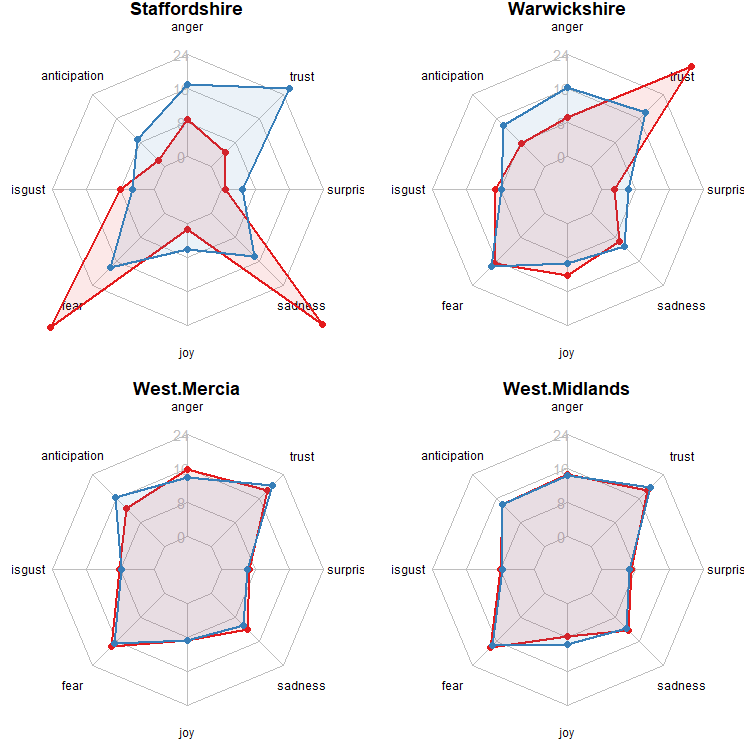 Staffordshire
anger
24
16
8
0
anticipation
trust
isgust
surpris
fear
sadness
joy
Warwickshire
anger
24
16
8
0
anticipation
trust
isgust
surpris
fear
sadness
joy
West.Mercia
anger
24
16
8
0
anticipation
trust
isgust
surpris
fear
sadness
joy
West.Midlands
anger
24
16
8
0
anticipation
trust
isgust
surpris
fear
sadness
joy